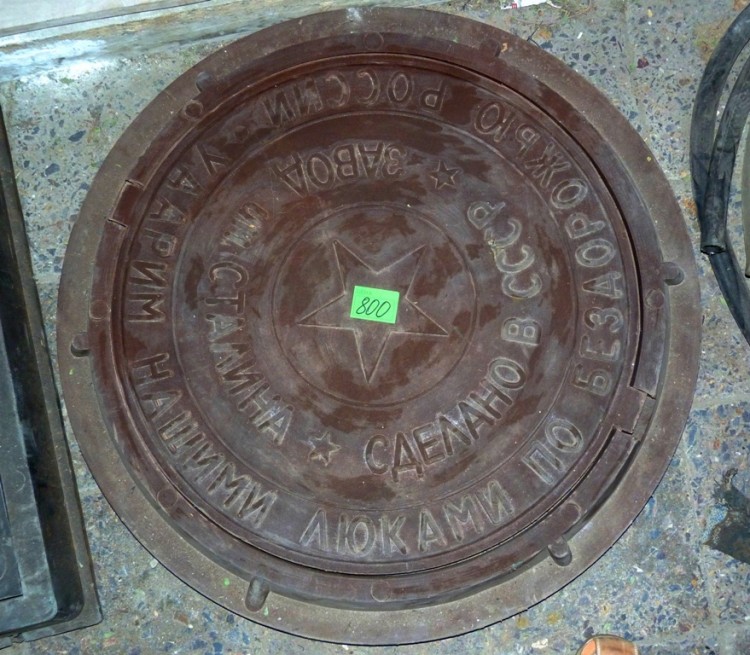 УДАРИМ НАШИМИ ЛЮКАМИ ПО БЕЗДОРОЖЬЮ РОССИИ
ЗАВОД ИМ СТАЛИНА
СДЕЛАНО В СССР
800